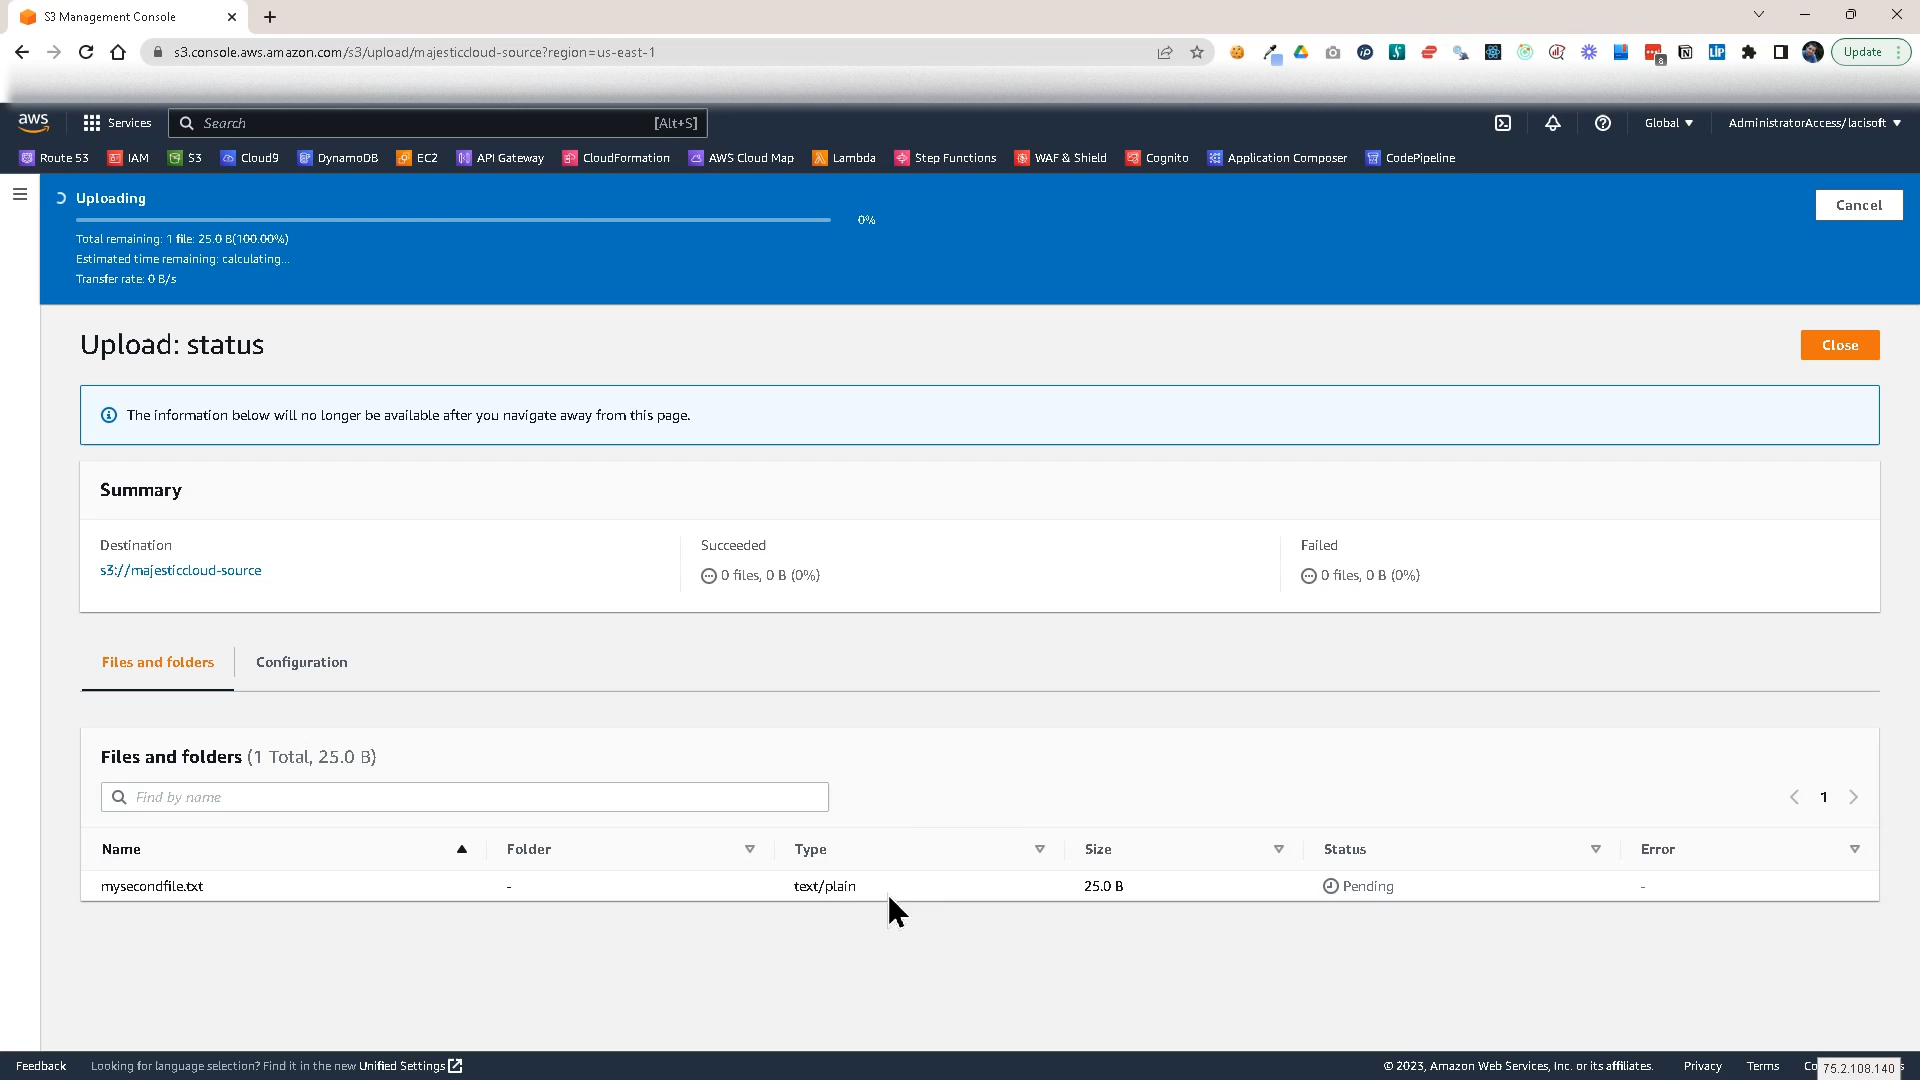 S3 Management Console
s3.console.aws.amazon.com/s3/upload/majesticcloud-source?region=us-east-1
Update
8
aws
Services
Search
[Alt+S]
Global
AdministratorAccess/lacisoft
Route 53
IAM
S3
Cloud9
DynamoDB
EC2
API Gateway
CloudFormation
AWS Cloud Map
Lambda
Step Functions
WAF & Shield
Cognito
Application Composer
CodePipeline
Uploading
0%
Cancel
Total remaining: 1 file: 25.0 B(100.00%)
Estimated time remaining: calculating...
Transfer rate: 0 B/s
Upload: status
Close
The information below will no longer be available after you navigate away from this page.
Summary
Destination
s3://majesticcloud-source
Succeeded
0 files, 0 B (0%)
Failed
0 files, 0 B (0%)
Files and folders
Configuration
Files and folders (1 Total, 25.0 B)
Find by name
1
Name
Folder
Type
Size
Status
Error
mysecondfile.txt
-
text/plain
25.0 B
Pending
-
Feedback
Looking for language selection? Find it in the new Unified Settings
© 2023, Amazon Web Services, Inc. or its affiliates.
Privacy
Terms
75.2.108.140